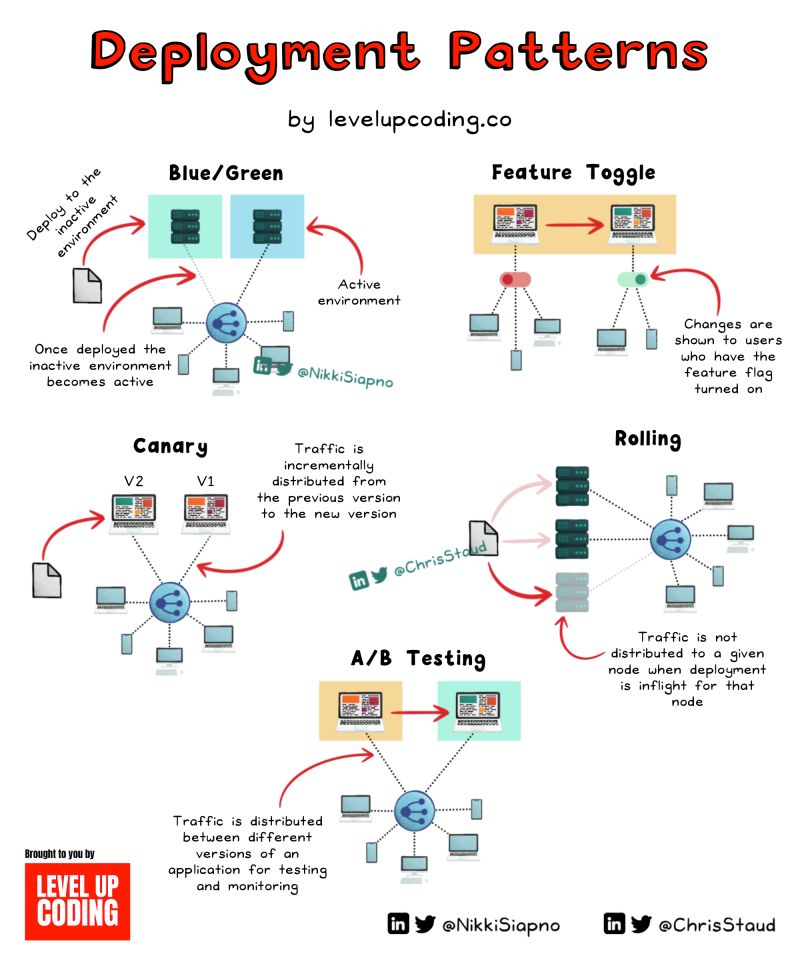 Deployment Patterns
by levelupcoding.co
Blue/Green
Deploy to the
inactive
environment
Active
environment
Once deployed the
inactive environment
becomes active
@NikkiSiapno
Feature Toggle
Changes are
shown to users
who have the
feature flag
turned on
Canary
V2
V1
Traffic is
incrementally
distributed from
the previous version
to the new version
@ChrisStaud
Rolling
Traffic is not
distributed to a given
node when deployment
is inflight for that
node
A/B Testing
Traffic is distributed
between different
versions of an
application for testing
and monitoring
Brought to you by
LEVEL UP
CODING
in @NikkiSiapno
in @ChrisStaud